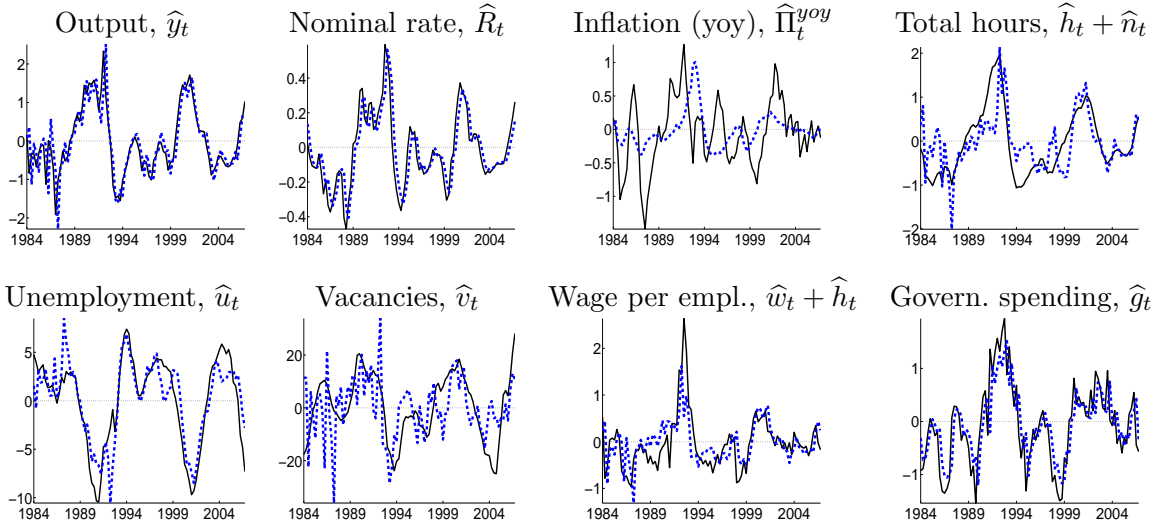 Output, ŷ_t
Nominal rate, R̂_t
Inflation (yoy), Π̂_t^{yoy}
Total hours, ĥ_t + n̂_t
2
1
0
−1
−2
1984 1989 1994 1999 2004
0.4
0.2
0
−0.2
−0.4
1984 1989 1994 1999 2004
1
0.5
0
−0.5
−1
1984 1989 1994 1999 2004
2
1
0
−1
−2
1984 1989 1994 1999 2004
Unemployment, û_t
Vacancies, v̂_t
Wage per empl., ŵ_t + ĥ_t
Govern. spending, ĝ_t
5
0
−5
−10
1984 1989 1994 1999 2004
20
0
−20
1984 1989 1994 1999 2004
2
1
0
−1
1984 1989 1994 1999 2004
1
0
−1
1984 1989 1994 1999 2004